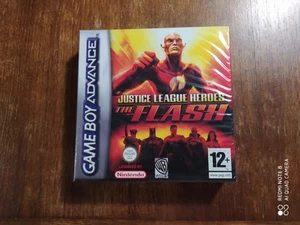 GAME BOY ADVANCE
JUSTICE LEAGUE HEROES
THE FLASH
12+
Nintendo
REDMI NOTE 8
AI QUAD CAMERA